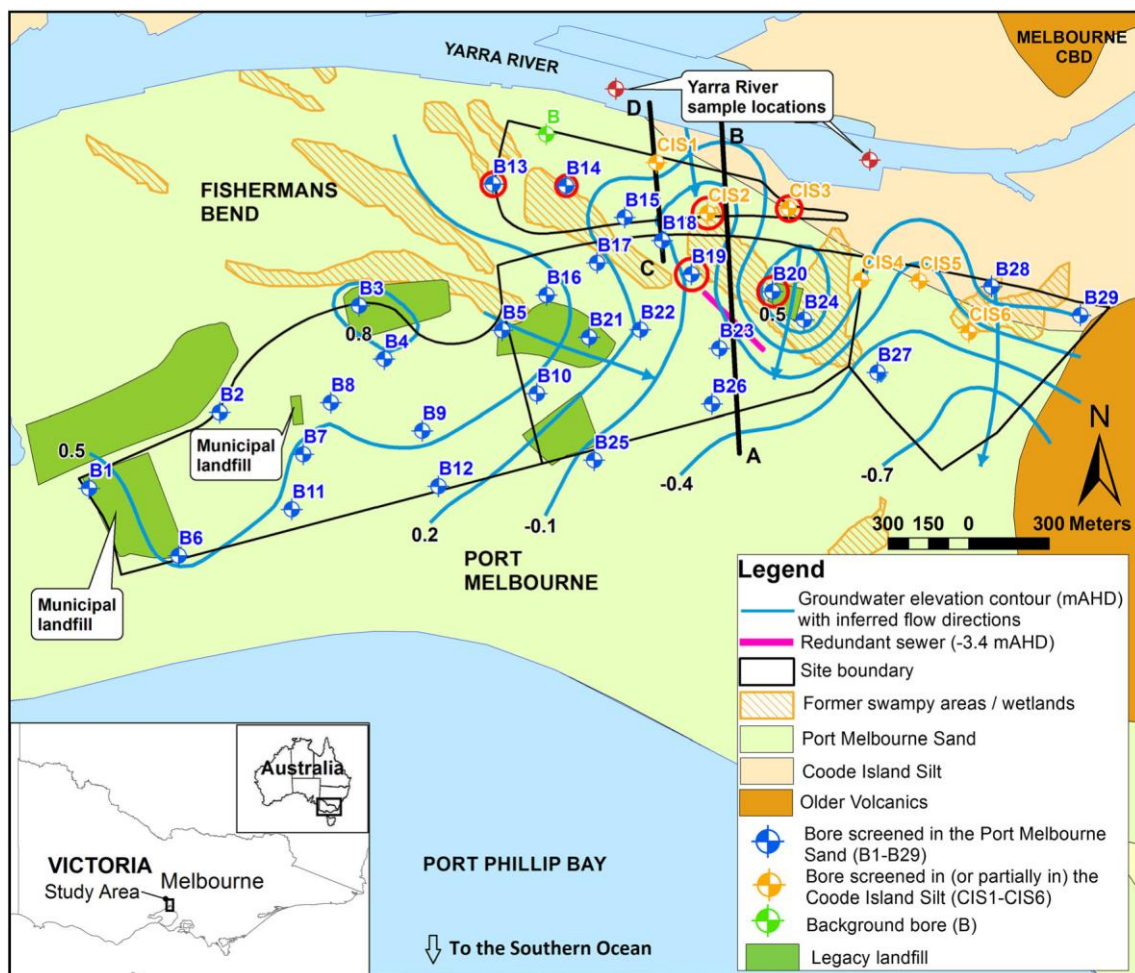 YARRA RIVER
MELBOURNE
CBD
Yarra River
sample locations
D
B
B
CIS1
B13
B14
FISHERMANS
BEND
CIS2
CIS3
B15
B18
C
B17
B19
CIS4
CIS5
B28
B3
B16
B20
0.5
B24
B29
0.8
B5
B21
B22
CIS6
B4
B23
B27
B2
B8
B10
B26
Municipal
landfill
B9
B7
0.5
B1
B25
A
B12
-0.4
-0.7
B11
N
0.2
-0.1
B6
300 150 0 300 Meters
PORT
MELBOURNE
Municipal
landfill
Legend
Groundwater elevation contour (mAHD)
with inferred flow directions
Redundant sewer (-3.4 mAHD)
Site boundary
Former swampy areas / wetlands
Port Melbourne Sand
Coode Island Silt
Older Volcanics
Bore screened in the Port Melbourne
Sand (B1-B29)
Bore screened in (or partially in) the
Coode Island Silt (CIS1-CIS6)
Background bore (B)
Legacy landfill
Australia
VICTORIA
Study Area
Melbourne
PORT PHILLIP BAY
To the Southern Ocean